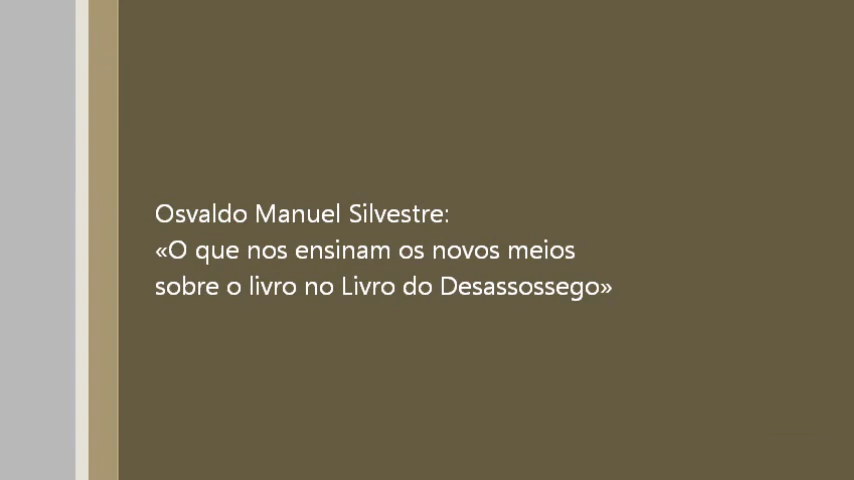 Osvaldo Manuel Silvestre:
«O que nos ensinam os novos meios
sobre o livro no Livro do Desassossego»